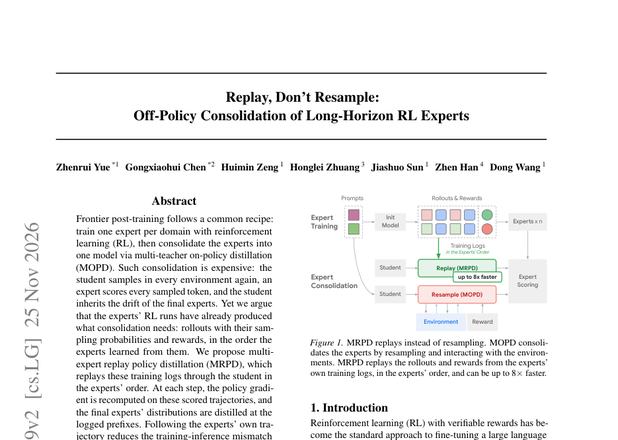 Replay, Don't Resample:
Off-Policy Consolidation of Long-Horizon RL Experts
Zhenrui Yue *1 Gongxiaohui Chen *2 Huimin Zeng 1 Honglei Zhuang 3 Jiashuo Sun 1 Zhen Han 4 Dong Wang 1
9v2 [cs.LG] 25 Nov 2026
Abstract
Frontier post-training follows a common recipe:
train one expert per domain with reinforcement
learning (RL), then consolidate the experts into
one model via multi-teacher on-policy distillation
(MOPD). Such consolidation is expensive: the
student samples in every environment again, an
expert scores every sampled token, and the student
inherits the drift of the final experts. Yet we argue
that the experts' RL runs have already produced
what consolidation needs: rollouts with their sam-
pling probabilities and rewards, in the order the
experts learned from them. We propose multi-
expert replay policy distillation (MRPD), which
replays these training logs through the student in
the experts' order. At each step, the policy gradi-
ent is recomputed on these scored trajectories, and
the final experts' distributions are distilled at the
logged prefixes. Following the experts' own tra-
jectory reduces the training-inference mismatch
Prompts
Rollouts & Rewards
Expert
Training
Init
Model
Experts x n
Training Logs
in the Experts' Order
Expert
Consolidation
Student
Replay (MRPD)
up to 8x faster
Student
Resample (MOPD)
Expert
Scoring
Environment
Reward
Figure 1. MRPD replays instead of resampling. MOPD consoli-
dates the experts by resampling and interacting with the environ-
ments. MRPD replays the rollouts and rewards from the experts'
own training logs, in the experts' order, and can be up to 8× faster.
1. Introduction
Reinforcement learning (RL) with verifiable rewards has be-
come the standard approach to fine-tuning a large language